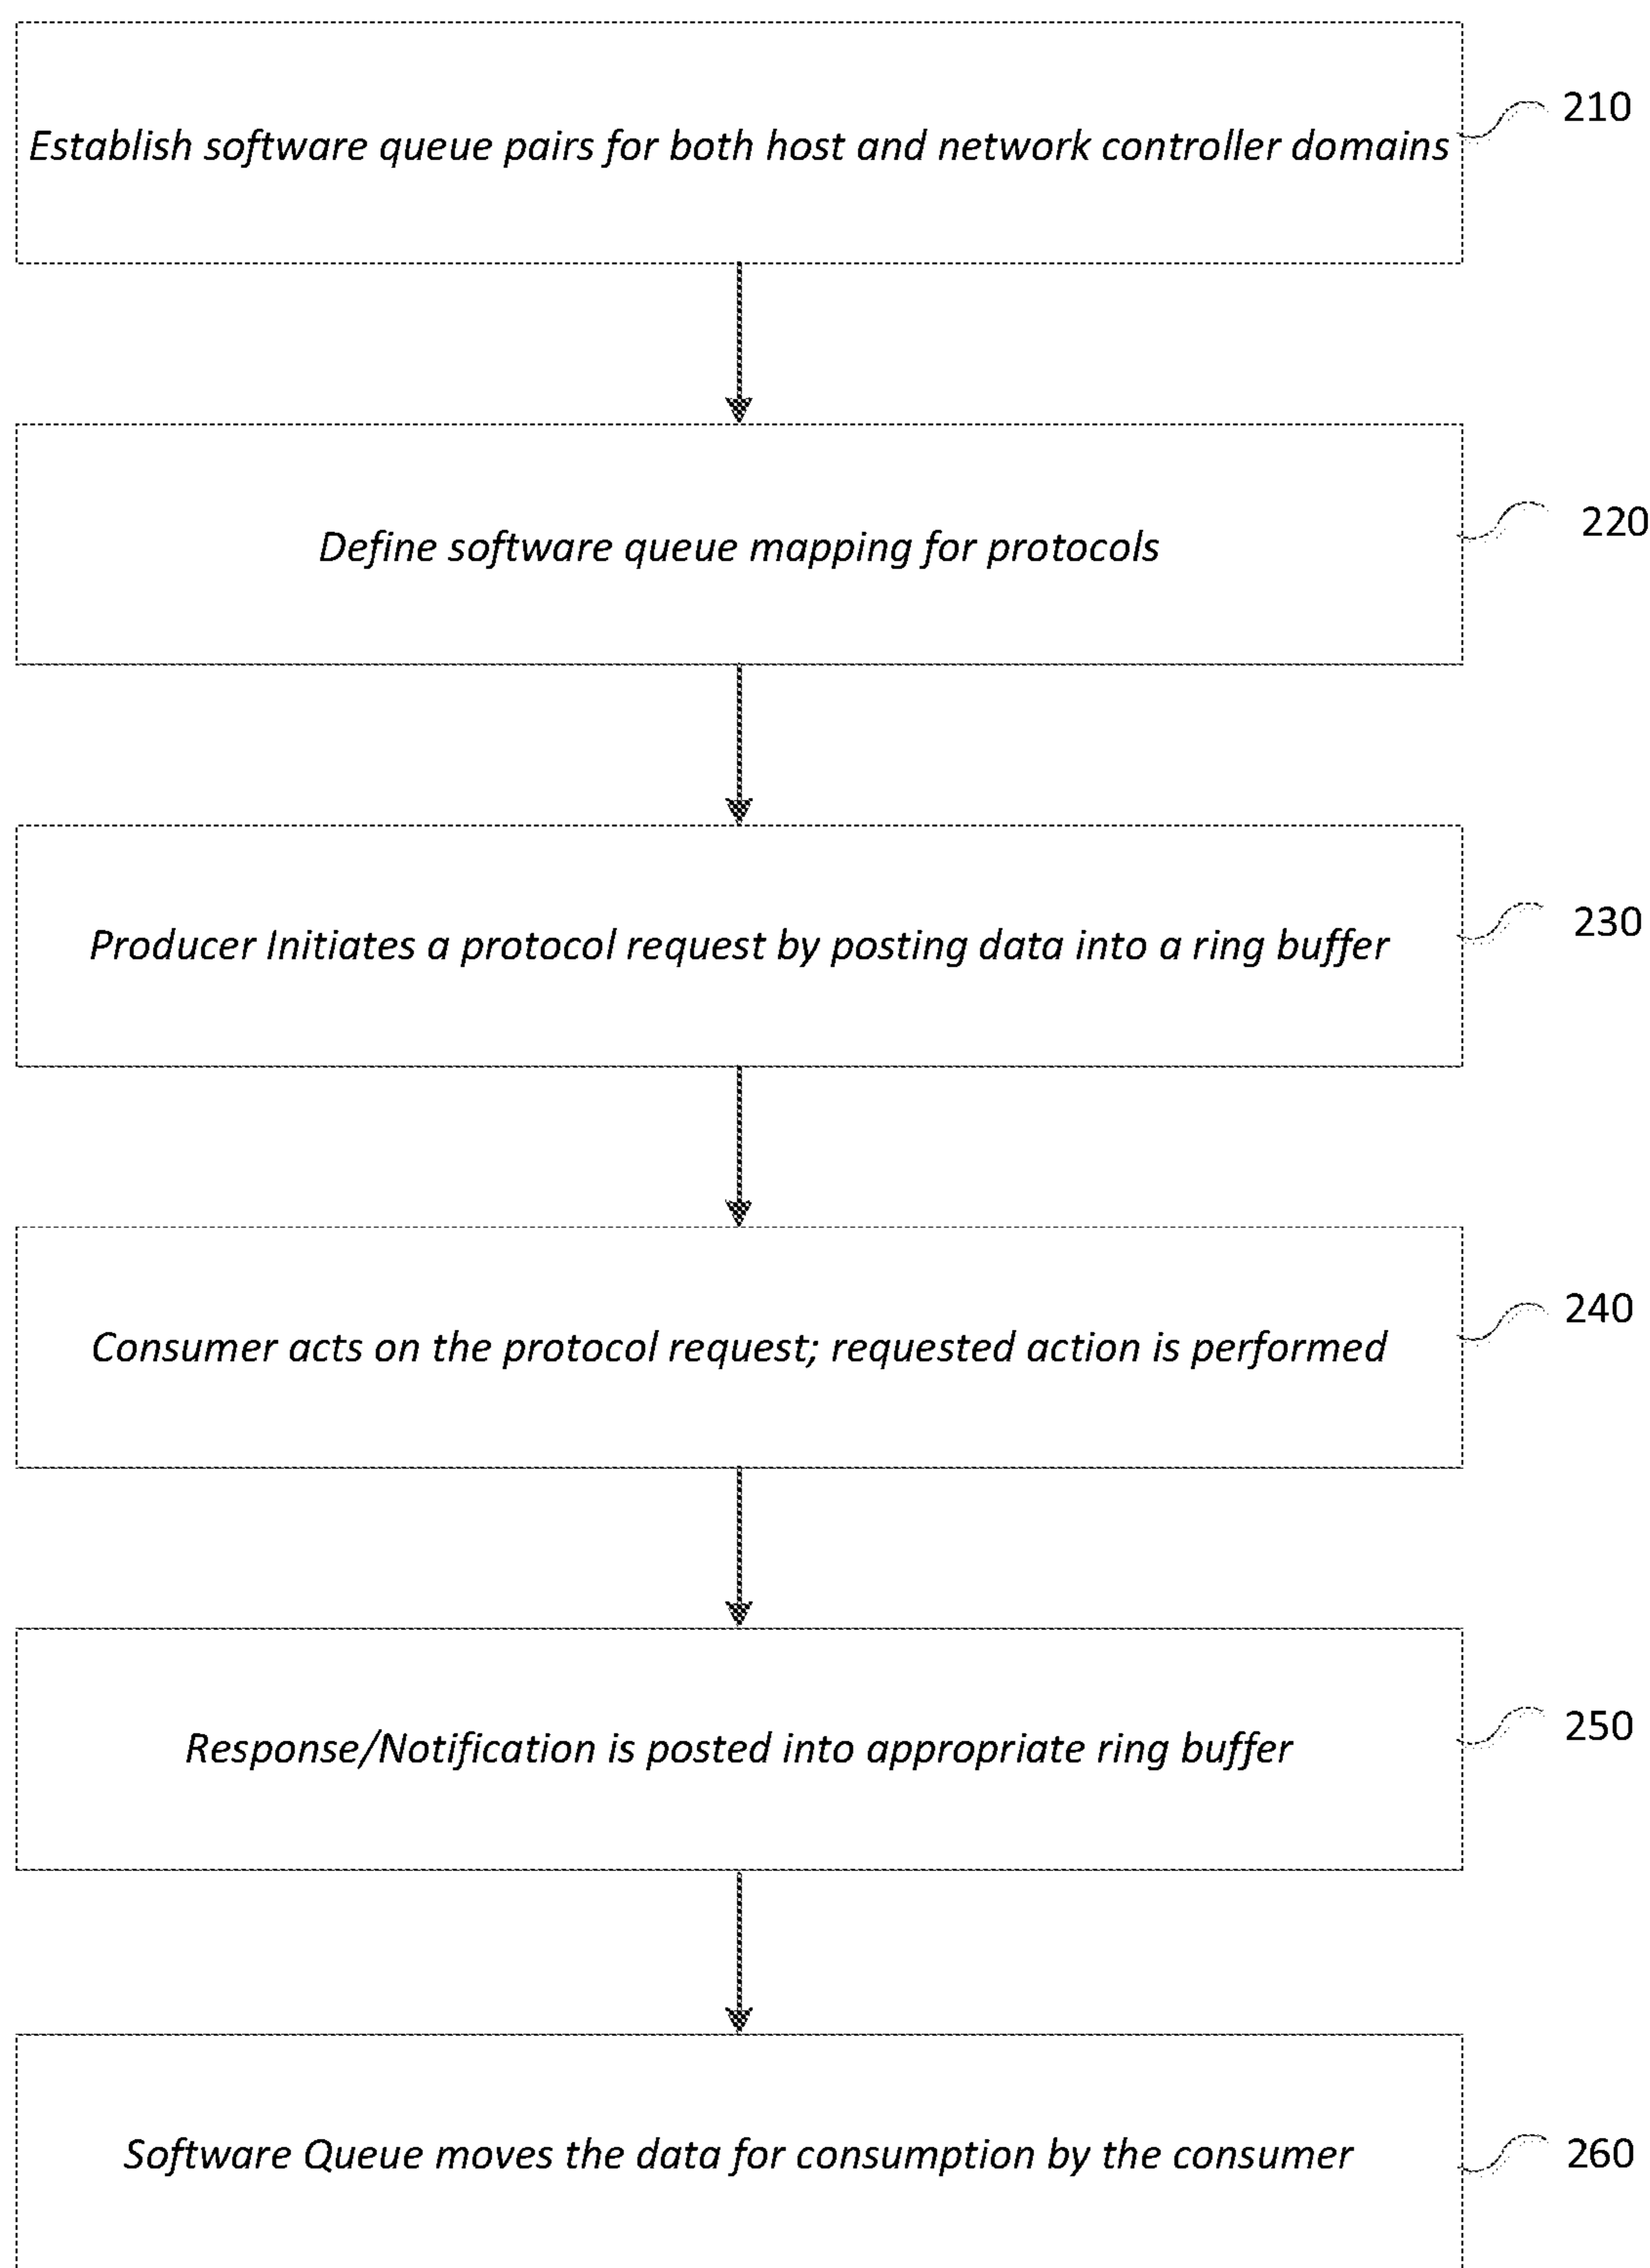 Establish software queue pairs for both host and network controller domains
210
Define software queue mapping for protocols
220
Producer Initiates a protocol request by posting data into a ring buffer
230
Consumer acts on the protocol request; requested action is performed
240
Response/Notification is posted into appropriate ring buffer
250
Software Queue moves the data for consumption by the consumer
260